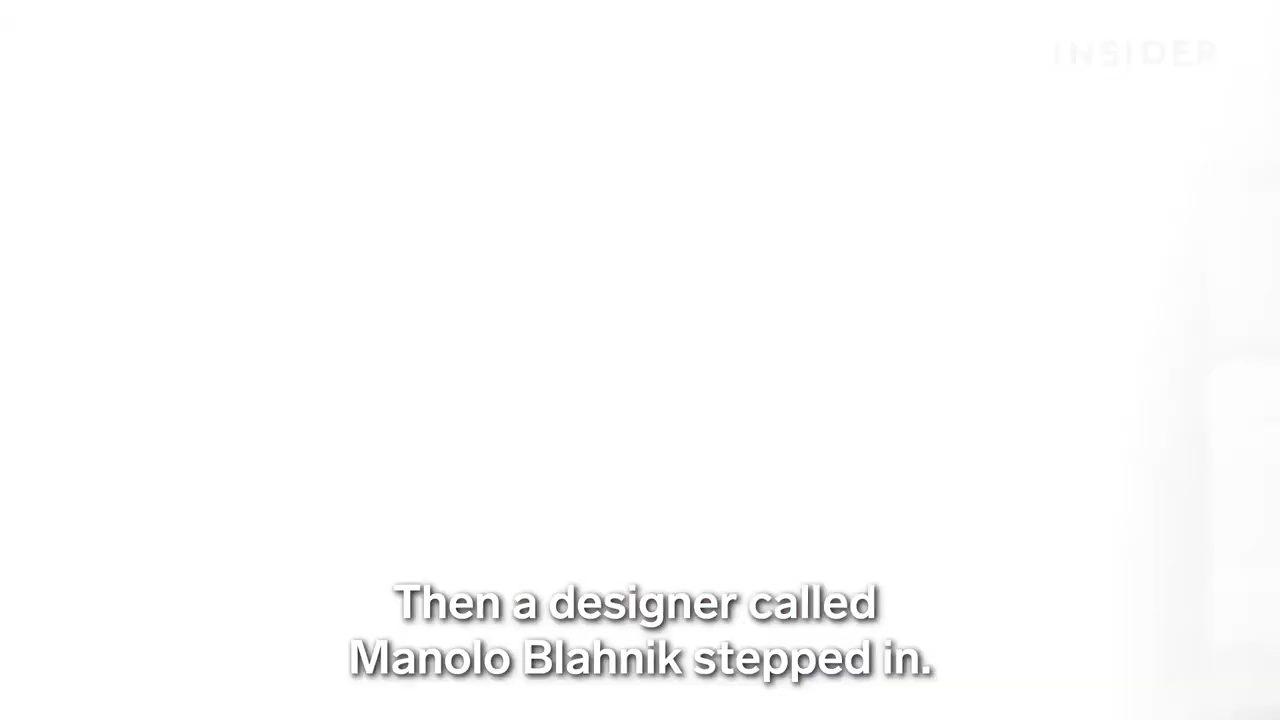 INSIDER
Then a designer called
Manolo Blahnik stepped in.